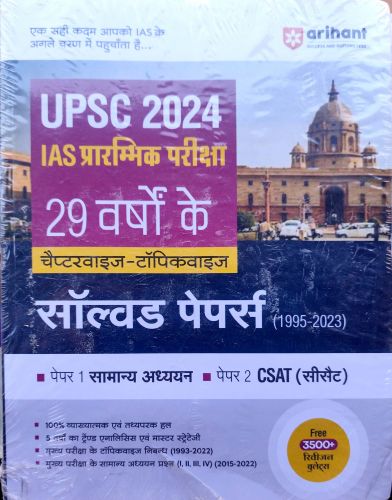 एक सही कदम आपको IAS के
अगले चरण में पहुँचाता है...
arihant
UPSC 2024
IAS प्रारम्भिक परीक्षा
29 वर्षों के
चैप्टरवाइज-टॉपिकवाइज
सॉल्वड पेपर्स (1995-2023)
▪ पेपर 1 सामान्य अध्ययन ▪ पेपर 2 CSAT (सीसैट)
▪ 100% व्याख्यात्मक एवं तथ्यपरक हल
▪ 5 वर्षों का ट्रैण्ड एनालिसिस एवं मास्टर स्ट्रेटेजी
▪ मुख्य परीक्षा के टॉपिकवाइज निबन्ध (1993-2022)
▪ मुख्य परीक्षा के सामान्य अध्ययन प्रश्न (I, II, III, IV) (2015-2022)
Free
3500+
रिवीजन
बुलेट्स